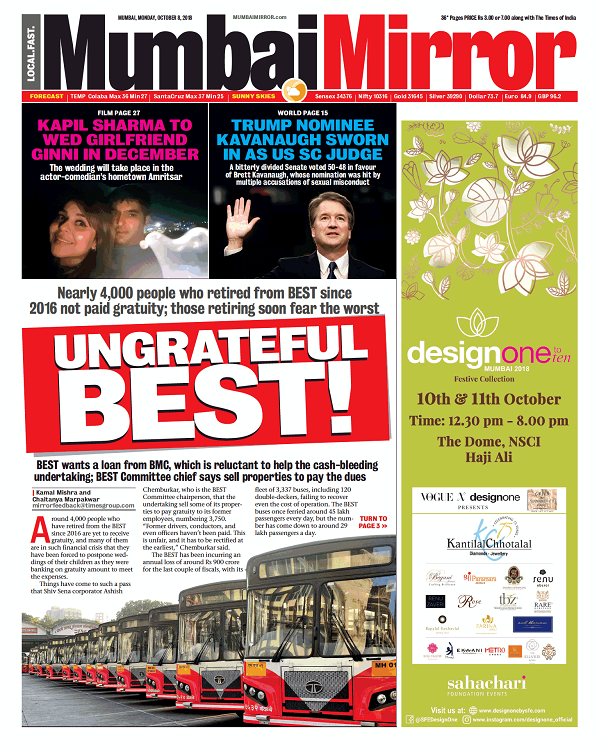 LOCAL.FAST.
MUMBAI, MONDAY, OCTOBER 8, 2018
MUMBAIMIRROR.com
36* Pages PRICE Rs 3.00 or 7.00 along with The Times of India
MumbaiMirror
FORECAST | TEMP Colaba Max 36 Min 27 | SantaCruz Max 37 Min 25 | SUNNY SKIES
Sensex 34376 | Nifty 10316 | Gold 31645 | Silver 39290 | Dollar 73.7 | Euro 84.9 | GBP 96.2
FILM PAGE 27
KAPIL SHARMA TO
WED GIRLFRIEND
GINNI IN DECEMBER
The wedding will take place in the
actor-comedian's hometown Amritsar
WORLD PAGE 15
TRUMP NOMINEE
KAVANAUGH SWORN
IN AS US SC JUDGE
A bitterly divided Senate voted 50-48 in favour
of Brett Kavanaugh, whose nomination was hit by
multiple accusations of sexual misconduct
Nearly 4,000 people who retired from BEST since
2016 not paid gratuity; those retiring soon fear the worst
UNGRATEFUL
BEST!
BEST wants a loan from BMC, which is reluctant to help the cash-bleeding
undertaking; BEST Committee chief says sell properties to pay the dues
Kamal Mishra and
Chaitanya Marpakwar
mirrorfeedback@timesgroup.com
Around 4,000 people who
have retired from the BEST
since 2016 are yet to receive
gratuity, and many of them
are in such financial crisis that they
have been forced to postpone wed-
dings of their children as they were
banking on gratuity amount to meet
the expenses.
Things have come to such a pass
that Shiv Sena corporator Ashish
Chemburkar, who is the BEST
Committee chairperson, that the
undertaking sell some of its proper-
ties to pay gratuity to its former
employees, numbering 3,750.
"Former drivers, conductors, and
even officers haven't been paid. This
is unfair, and it has to be rectified at
the earliest," Chemburkar said.
The BEST has been incurring an
annual loss of around Rs 900 crore
for the last couple of fiscals, with its
fleet of 3,337 buses, including 120
double-deckers, failing to recover
even the cost of operation. The BEST
buses once ferried around 45 lakh
passengers every day, but the num-
ber has come down to around 29
lakh passengers a day.
TURN TO
PAGE 3 >>
MH 01
designone to ten
MUMBAI 2018
Festive Collection
10th & 11th October
Time: 12.30 pm - 8.00 pm
The Dome, NSCI
Haji Ali
VOGUE X designone
PRESENTS
KantilalChhotalal
Diamonds - Jewellery
renu
oberoi
Rose
tbz
RARE
EKWANI
METRO
sahachari
FOUNDATION EVENTS
Visit us at: www.designonebysfe.com
@SFEDesignOne www.instagram.com/designone_official